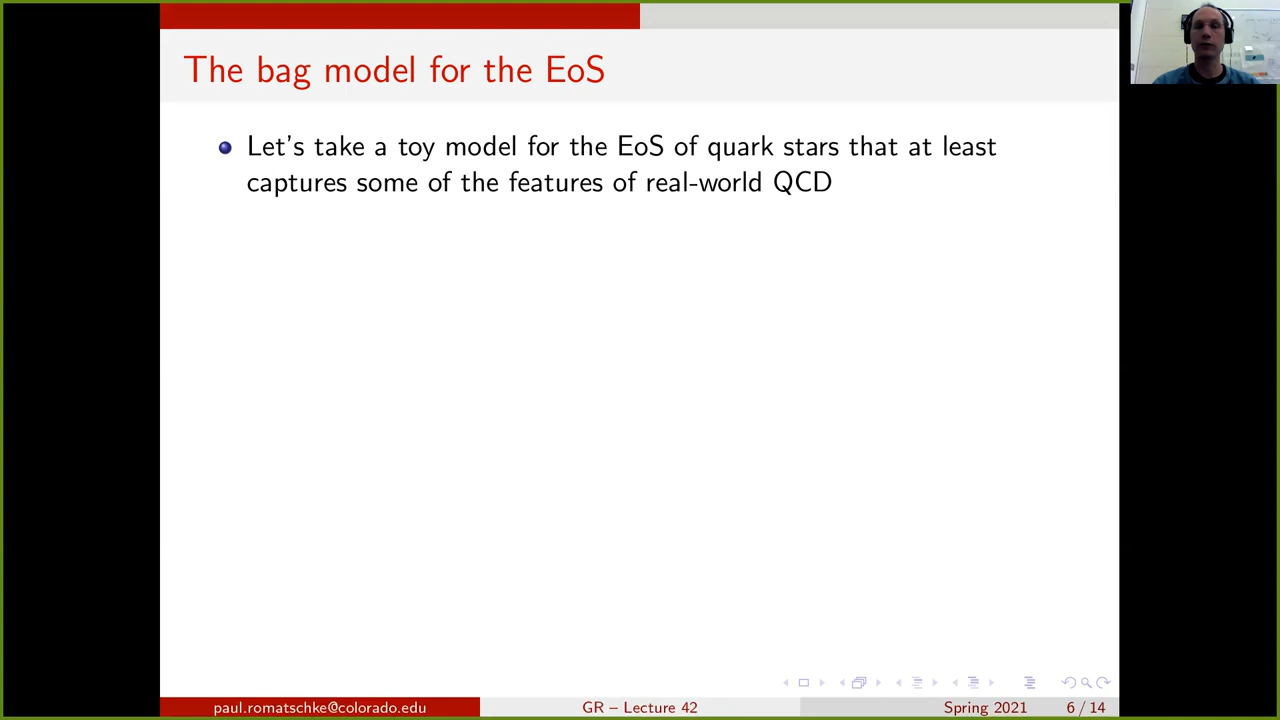 The bag model for the EoS
Let's take a toy model for the EoS of quark stars that at least
captures some of the features of real-world QCD
paul.romatschke@colorado.edu
GR – Lecture 42
Spring 2021
6 / 14